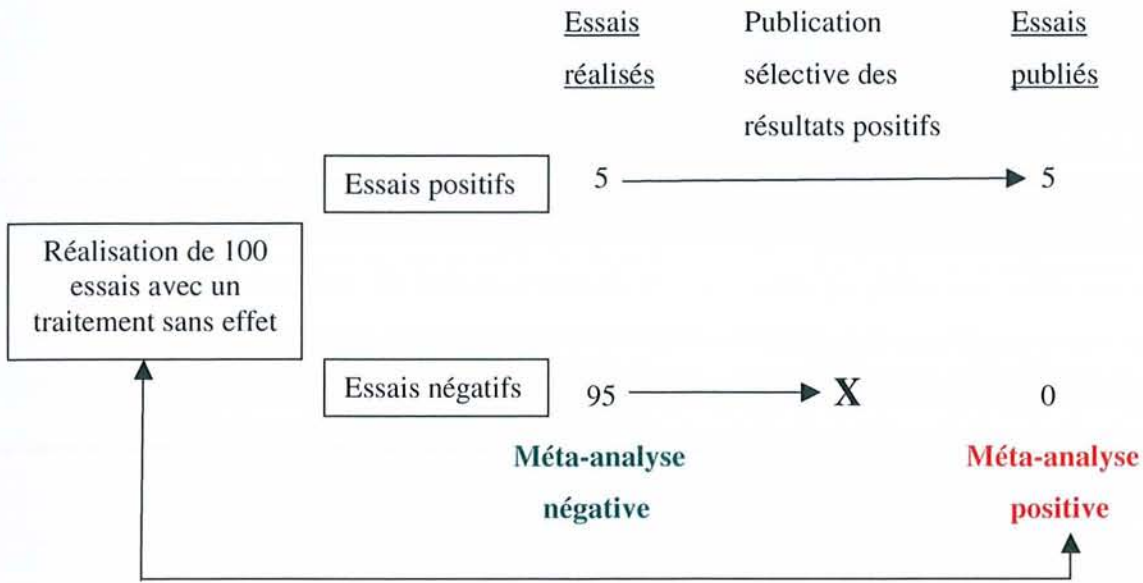 Essais
réalisés
Publication
sélective des
résultats positifs
Essais
publiés
Essais positifs
5
5
Réalisation de 100
essais avec un
traitement sans effet
Essais négatifs
95
X
0
Méta-analyse
négative
Méta-analyse
positive